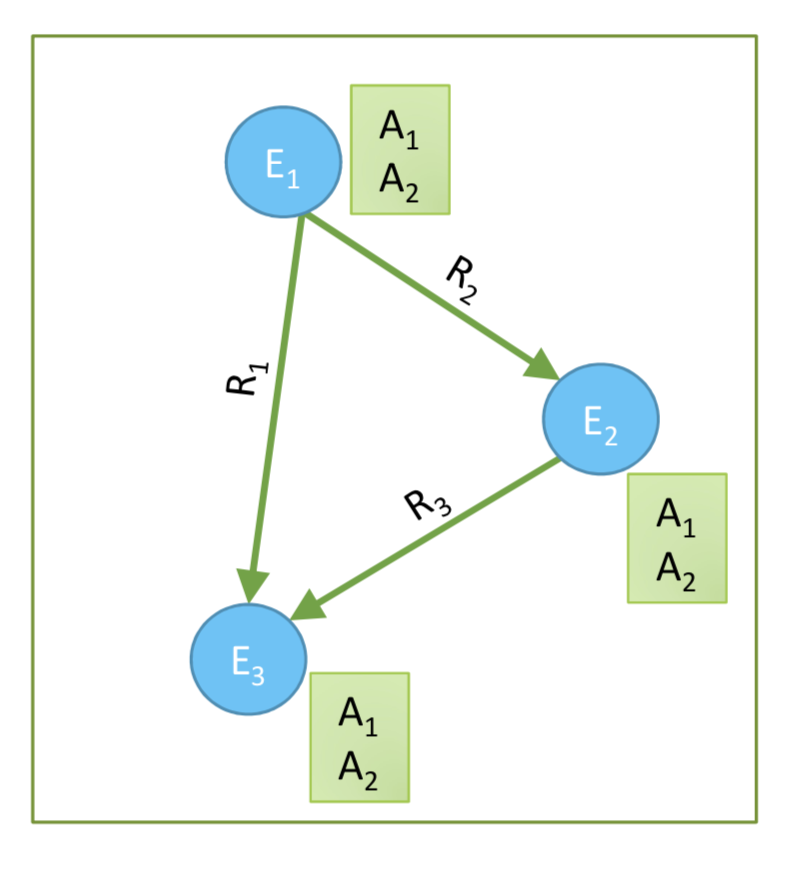 E₁
A₁
A₂
R₂
R₁
E₂
R₃
A₁
A₂
E₃
A₁
A₂